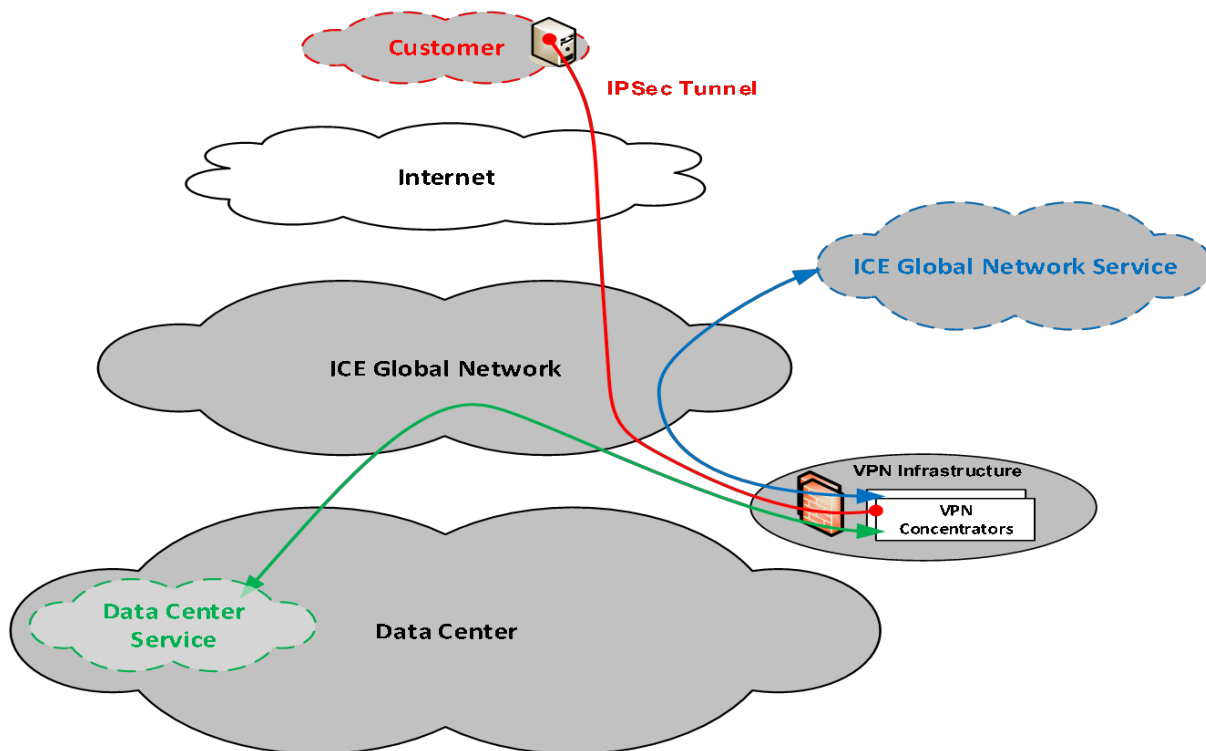 Customer
IPSec Tunnel
Internet
ICE Global Network Service
ICE Global Network
VPN Infrastructure
VPN
Concentrators
Data Center
Service
Data Center